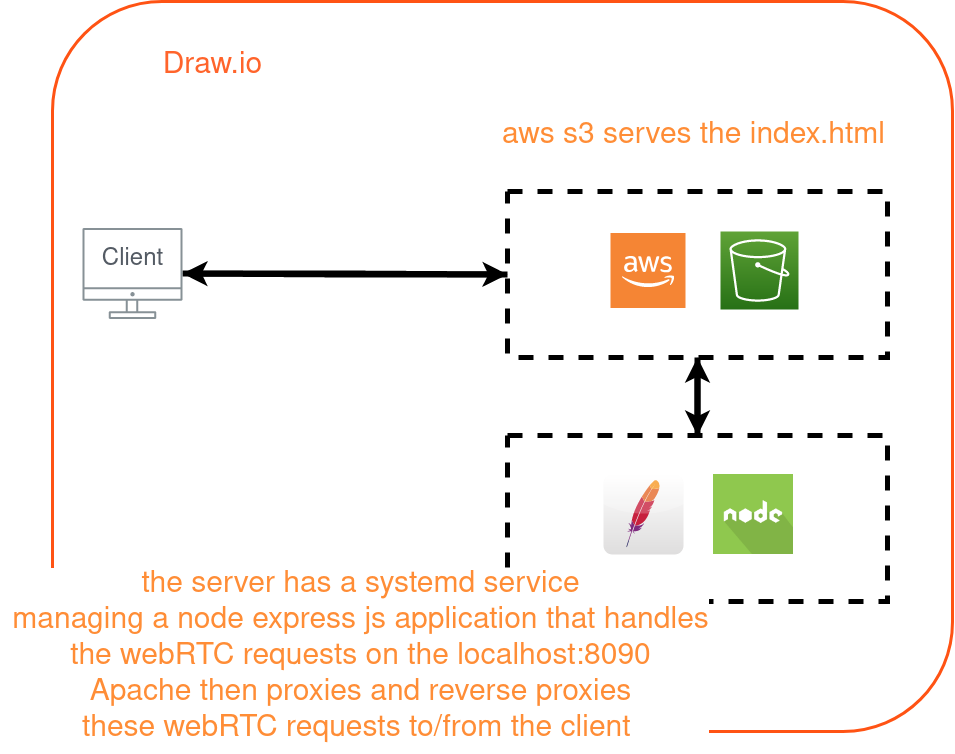 Draw.io
aws s3 serves the index.html
Client
aws
node
the server has a systemd service
managing a node express js application that handles
the webRTC requests on the localhost:8090
Apache then proxies and reverse proxies
these webRTC requests to/from the client